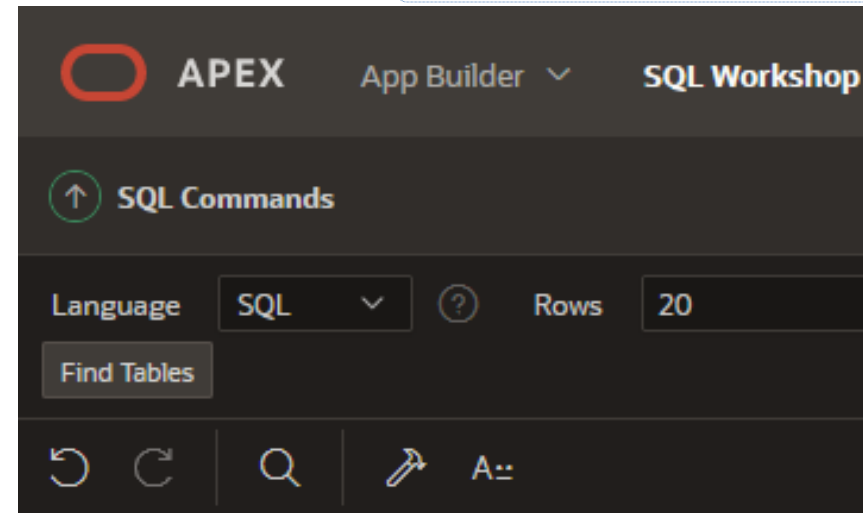 APEX App Builder SQL Workshop
SQL Commands
Language SQL ? Rows 20
Find Tables
A::